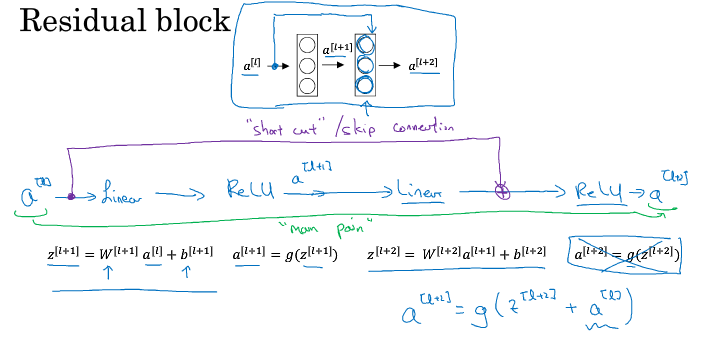 Residual block
a^[l] a^[l+1] a^[l+2]
"short cut" / skip connection
a^[l] → Linear → ReLU a^[l+1] → Linear → ReLU → a^[l+2]
"main path"
z^[l+1] = W^[l+1] a^[l] + b^[l+1] a^[l+1] = g(z^[l+1]) z^[l+2] = W^[l+2] a^[l+1] + b^[l+2] a^[l+2] = g(z^[l+2])
a^[l+2] = g(z^[l+2] + a^[l])